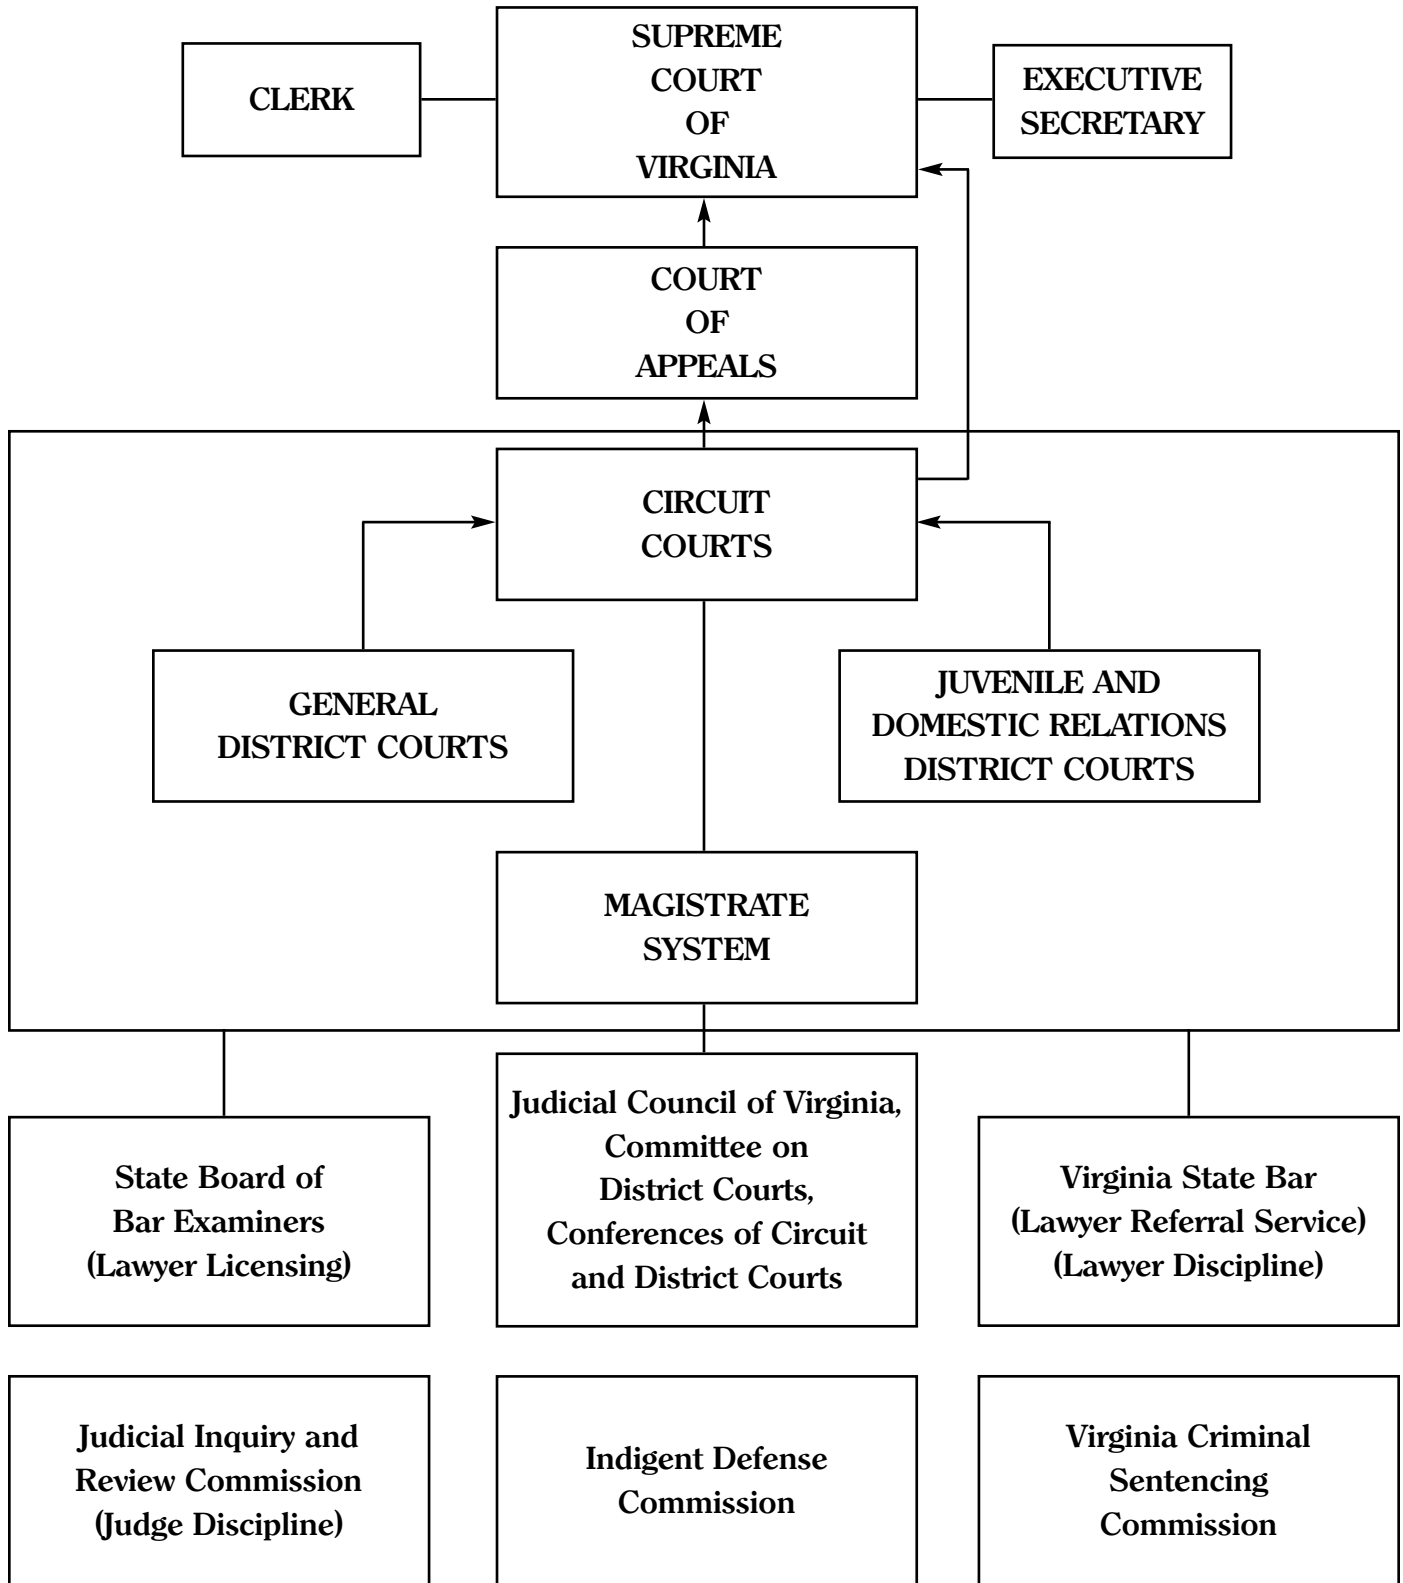 CLERK
SUPREME
COURT
OF
VIRGINIA
EXECUTIVE
SECRETARY
COURT
OF
APPEALS
CIRCUIT
COURTS
GENERAL
DISTRICT COURTS
JUVENILE AND
DOMESTIC RELATIONS
DISTRICT COURTS
MAGISTRATE
SYSTEM
State Board of
Bar Examiners
(Lawyer Licensing)
Judicial Council of Virginia,
Committee on
District Courts,
Conferences of Circuit
and District Courts
Virginia State Bar
(Lawyer Referral Service)
(Lawyer Discipline)
Judicial Inquiry and
Review Commission
(Judge Discipline)
Indigent Defense
Commission
Virginia Criminal
Sentencing
Commission